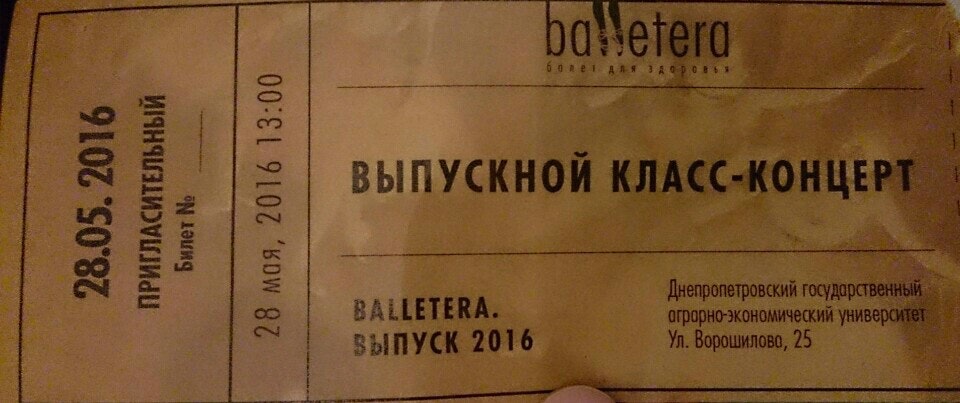 28.05.2016
ПРИГЛАСИТЕЛЬНЫЙ
Билет № ____
28 мая, 2016 13:00
balletera
балет для здоровья
ВЫПУСКНОЙ КЛАСС-КОНЦЕРТ
BALLETERA.
ВЫПУСК 2016
Днепропетровский государственный
аграрно-экономический университет
Ул. Ворошилово, 25